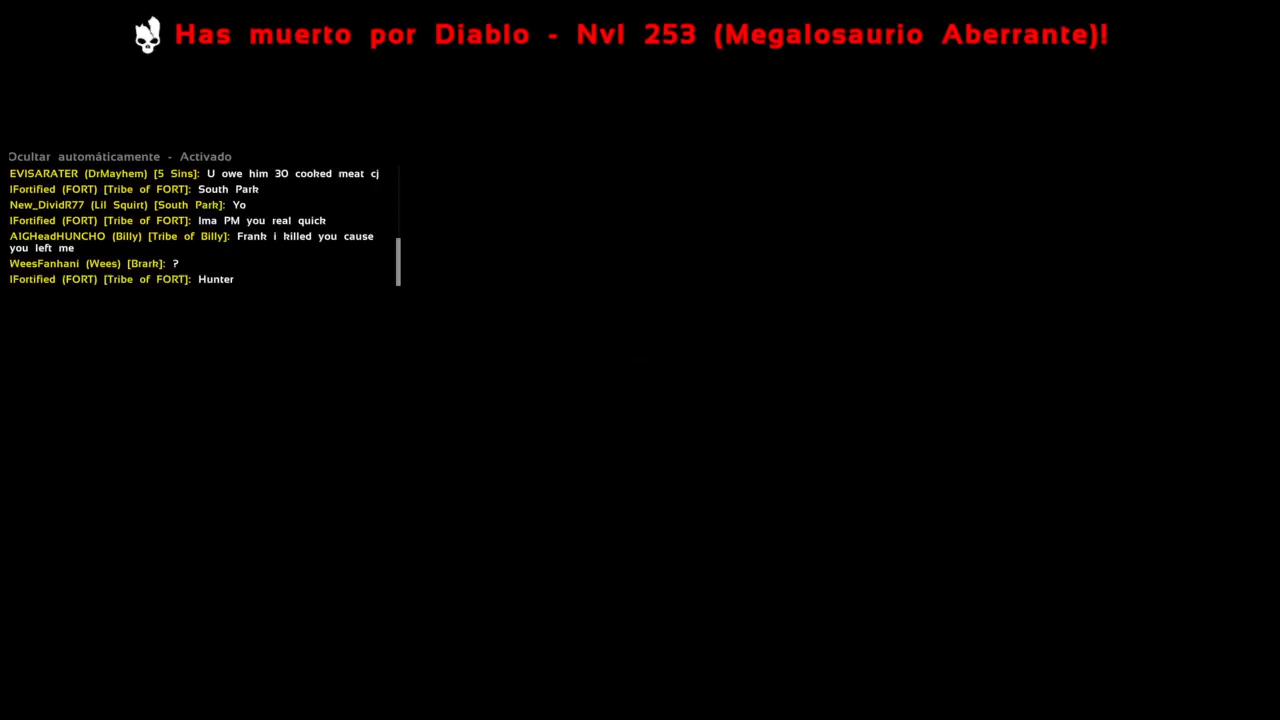 Has muerto por Diablo - Nvl 253 (Megalosaurio Aberrante)!
Ocultar automáticamente - Activado
EVISARATER (DrMayhem) [5 Sins]: U owe him 30 cooked meat cj
IFortified (FORT) [Tribe of FORT]: South Park
New_DividR77 (Lil Squirt) [South Park]: Yo
IFortified (FORT) [Tribe of FORT]: Ima PM you real quick
A1GHeadHUNCHO (Billy) [Tribe of Billy]: Frank i killed you cause
you left me
WeesFanhani (Wees) [Brark]: ?
IFortified (FORT) [Tribe of FORT]: Hunter